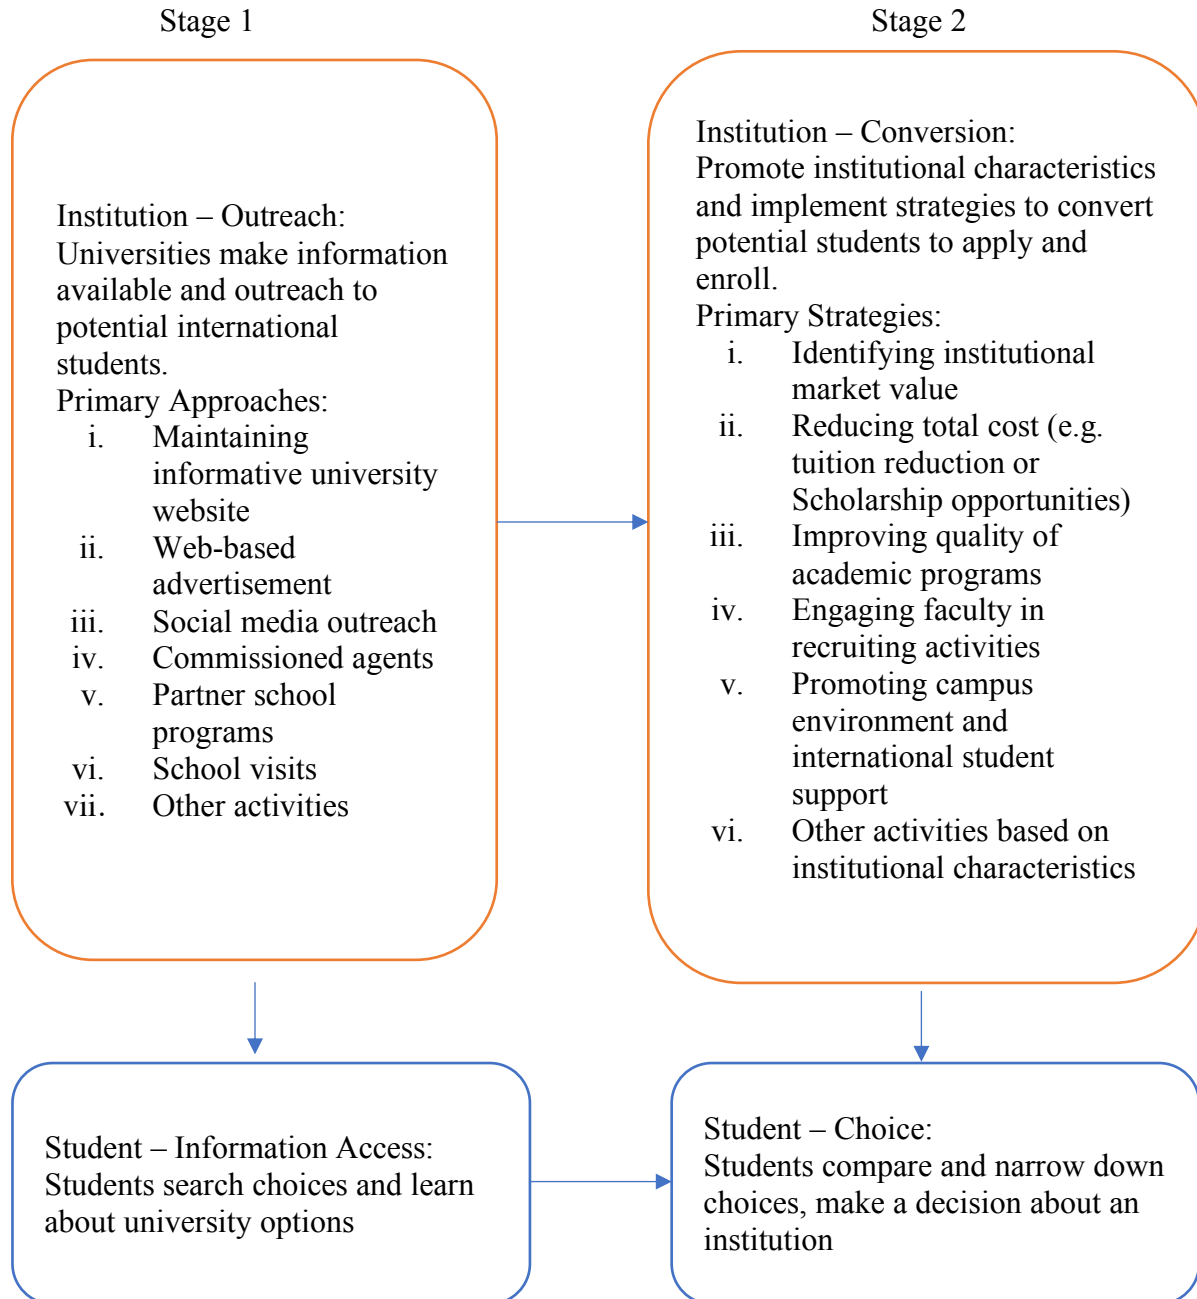 Stage 1
Stage 2
Institution – Outreach:
Universities make information
available and outreach to
potential international
students.
Primary Approaches:
i. Maintaining
informative university
website
ii. Web-based
advertisement
iii. Social media outreach
iv. Commissioned agents
v. Partner school
programs
vi. School visits
vii. Other activities
Institution – Conversion:
Promote institutional characteristics
and implement strategies to convert
potential students to apply and
enroll.
Primary Strategies:
i. Identifying institutional
market value
ii. Reducing total cost (e.g.
tuition reduction or
Scholarship opportunities)
iii. Improving quality of
academic programs
iv. Engaging faculty in
recruiting activities
v. Promoting campus
environment and
international student
support
vi. Other activities based on
institutional characteristics
Student – Information Access:
Students search choices and learn
about university options
Student – Choice:
Students compare and narrow down
choices, make a decision about an
institution